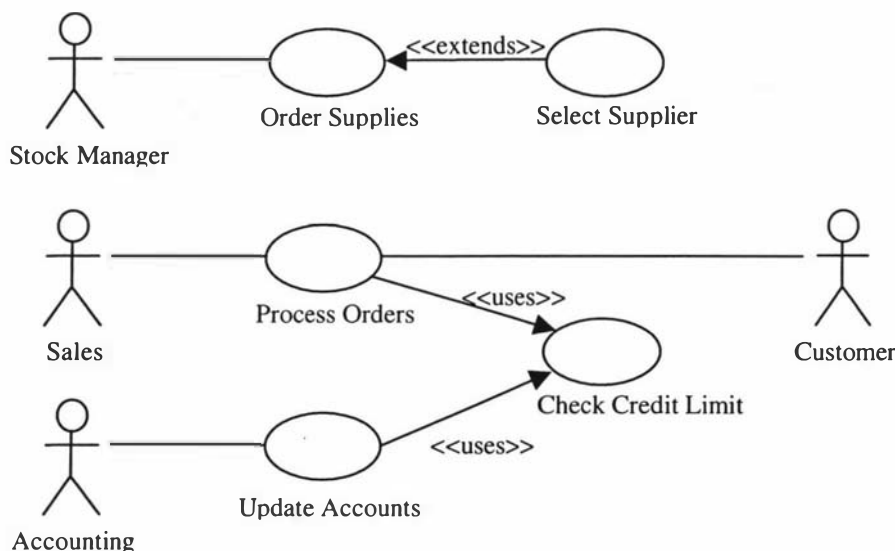 <<extends>>
Order Supplies
Select Supplier
Stock Manager
<<uses>>
Process Orders
Sales
Customer
Check Credit Limit
<<uses>>
Update Accounts
Accounting